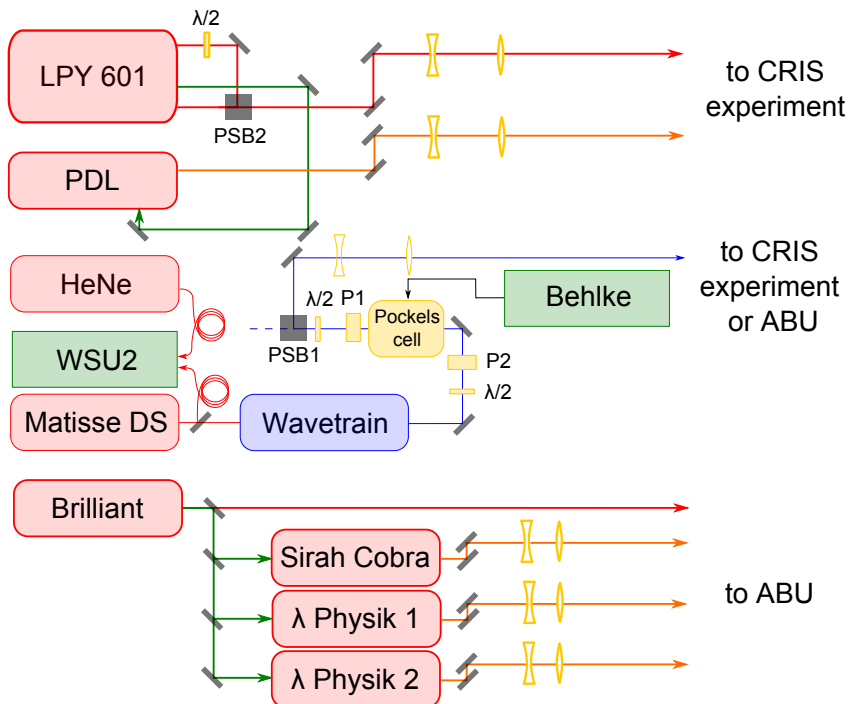 λ/2
LPY 601
PSB2
to CRIS
experiment
PDL
HeNe
WSU2
Matisse DS
PSB1
λ/2
P1
Pockels
cell
Behlke
P2
λ/2
Wavetrain
to CRIS
experiment
or ABU
Brilliant
Sirah Cobra
λ Physik 1
λ Physik 2
to ABU